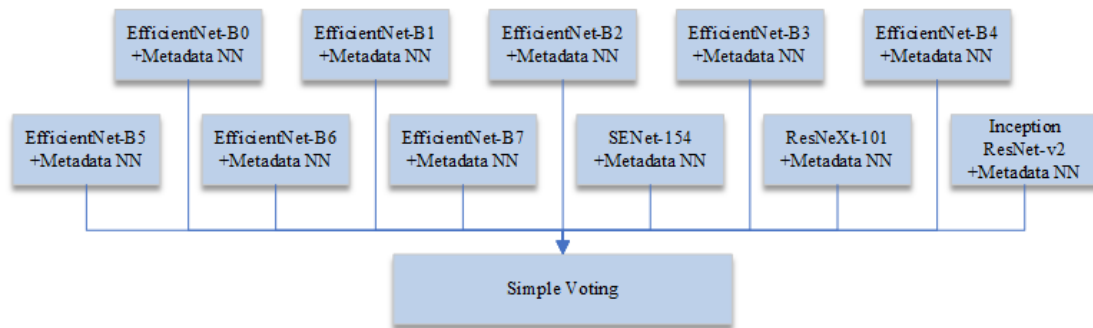 EfficientNet-B0
+Metadata NN
EfficientNet-B1
+Metadata NN
EfficientNet-B2
+Metadata NN
EfficientNet-B3
+Metadata NN
EfficientNet-B4
+Metadata NN
EfficientNet-B5
+Metadata NN
EfficientNet-B6
+Metadata NN
EfficientNet-B7
+Metadata NN
SENet-154
+Metadata NN
ResNeXt-101
+Metadata NN
Inception
ResNet-v2
+Metadata NN
Simple Voting